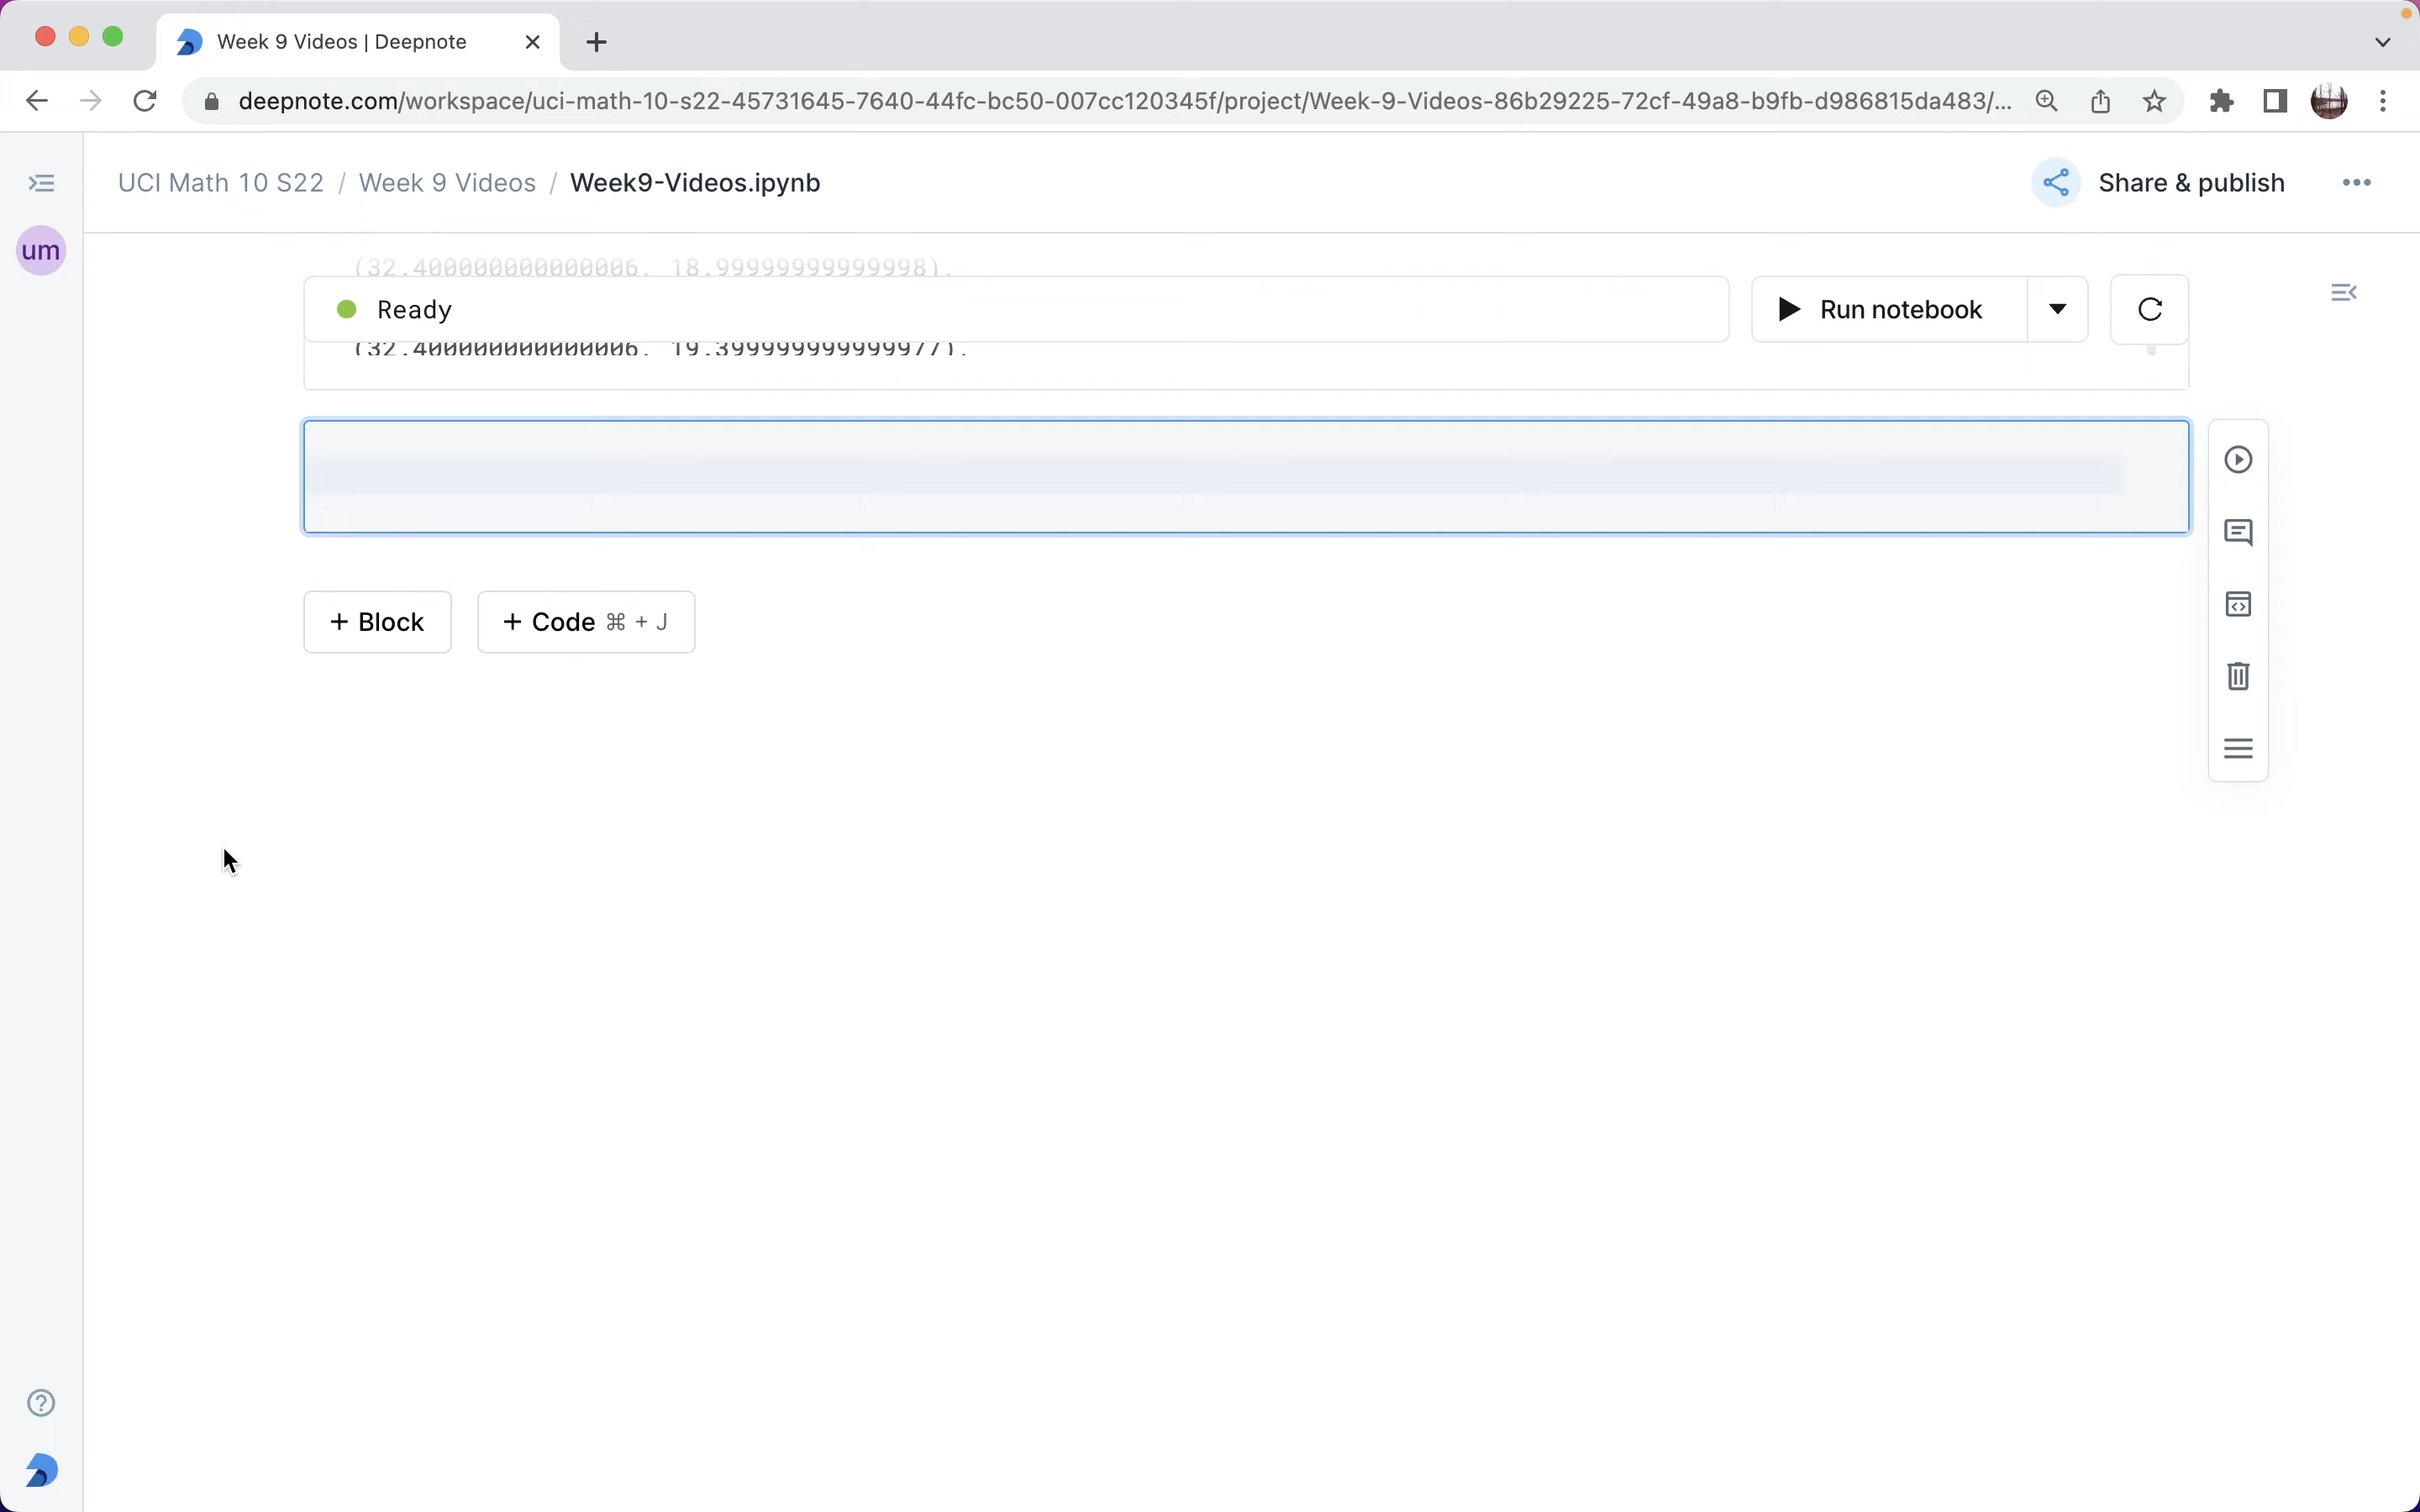 Week 9 Videos | Deepnote
deepnote.com/workspace/uci-math-10-s22-45731645-7640-44fc-bc50-007cc120345f/project/Week-9-Videos-86b29225-72cf-49a8-b9fb-d986815da483/...
UCI Math 10 S22 / Week 9 Videos / Week9-Videos.ipynb
Share & publish
um
(32.400000000000006, 18.99999999999998),
Ready
Run notebook
(32.400000000000006, 19.399999999999977),
+ Block
+ Code ⌘ + J